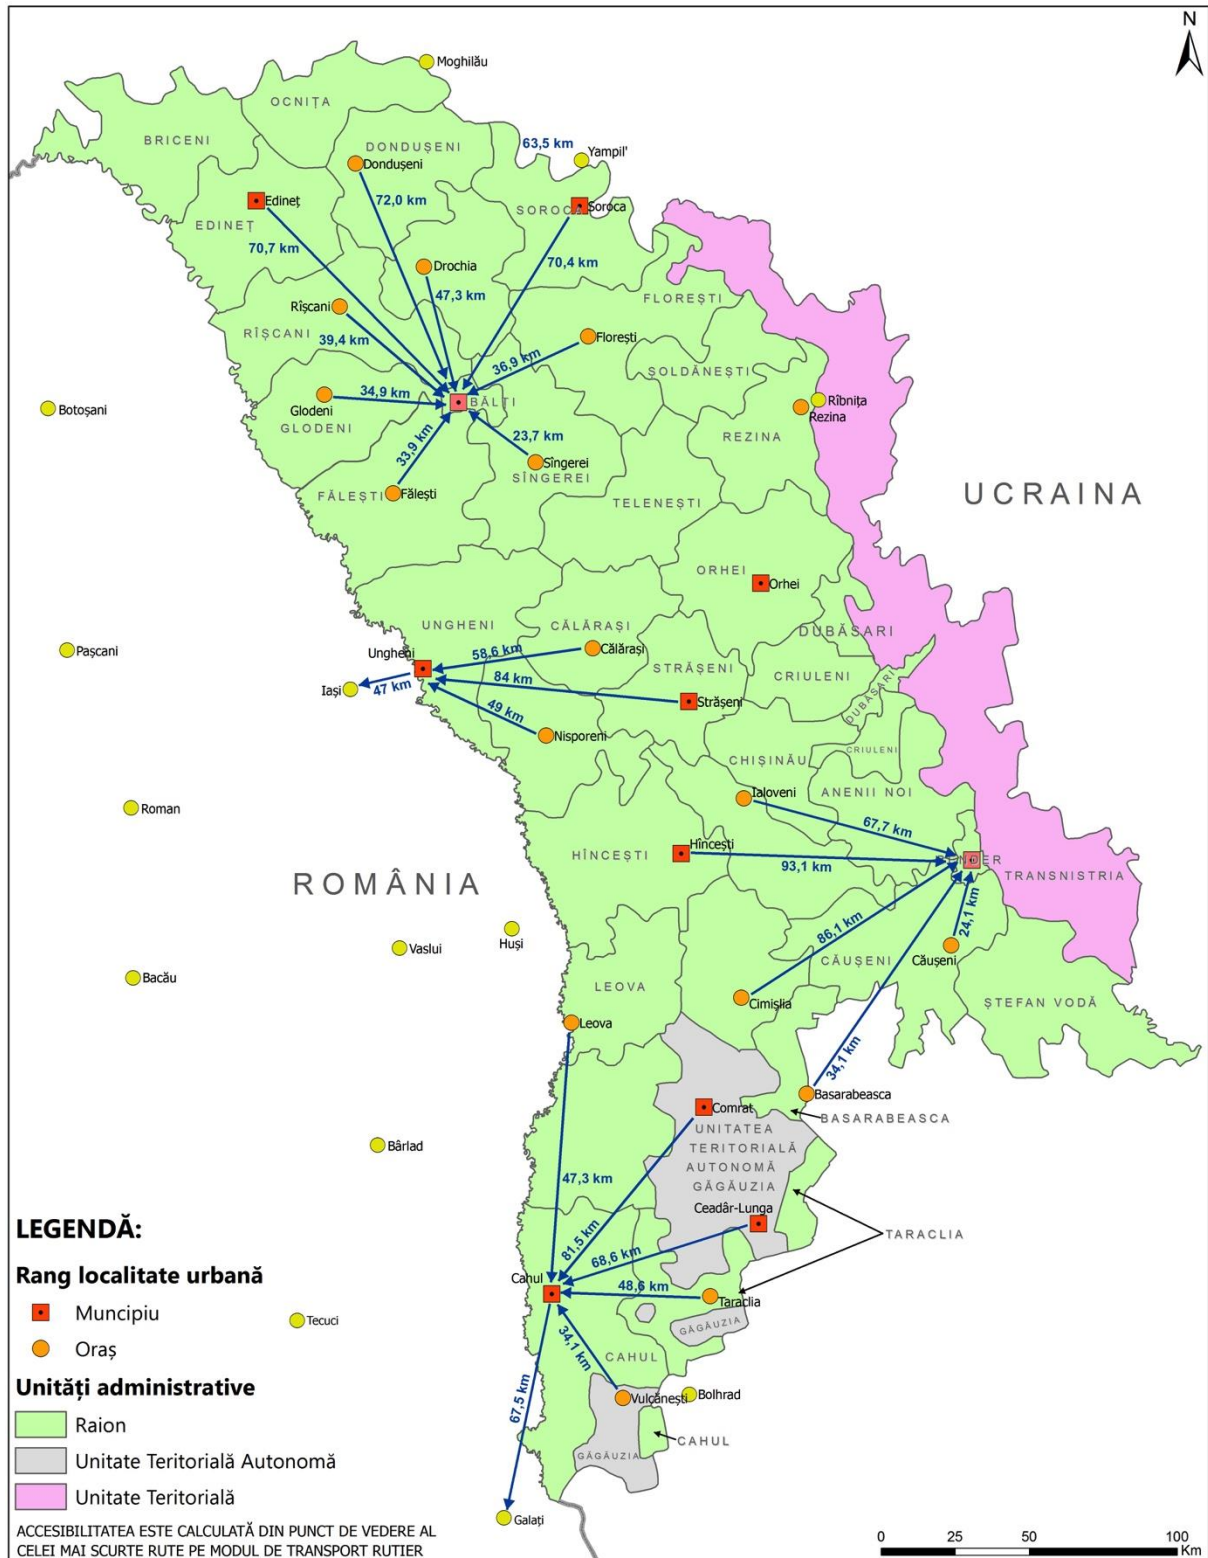 N
Moghilău
OCNIȚA
BRICENI
DONDUȘENI
63,5 km
Yampil'
Dondușeni
Edineț
72,0 km
SOROCA
Soroca
EDINEȚ
70,7 km
Drochia
70,4 km
47,3 km
FLOREȘTI
Rîșcani
RÎȘCANI
39,4 km
Florești
36,9 km
ȘOLDĂNEȘTI
34,9 km
Glodeni
GLODENI
BĂLȚI
Botoșani
Rîbnița
Rezina
REZINA
33,9 km
23,7 km
Sîngerei
SÎNGEREI
FĂLEȘTI
Fălești
TELENEȘTI
UCRAINA
ORHEI
Orhei
UNGHENI
CĂLĂRAȘI
DUBĂSARI
Pașcani
Ungheni
58,6 km
Călărași
STRĂȘENI
CRIULENI
Iași
47 km
84 km
Strășeni
DUBĂSARI
49 km
Nisporeni
CHIȘINĂU
CRIULENI
Ialoveni
ANENII NOI
Roman
67,7 km
Hîncești
HÎNCEȘTI
93,1 km
BENDER
TRANSNISTRIA
ROMÂNIA
86,1 km
24,1 km
Huși
Vaslui
Căușeni
CĂUȘENI
Bacău
LEOVA
Cimișlia
ȘTEFAN VODĂ
Leova
34,1 km
Basarabeasca
BASARABEASCA
Comrat
UNITATEA
TERITORIALĂ
AUTONOMĂ
GĂGĂUZIA
Bârlad
47,3 km
Ceadâr-Lunga
81,5 km
TARACLIA
68,6 km
Cahul
48,6 km
Taraclia
GĂGĂUZIA
34,1 km
CAHUL
Tecuci
67,5 km
Vulcănești
Bolhrad
CAHUL
GĂGĂUZIA
Galați
LEGENDĂ:
Rang localitate urbană
Muncipiu
Oraș
Unități administrative
Raion
Unitate Teritorială Autonomă
Unitate Teritorială
ACCESIBILITATEA ESTE CALCULATĂ DIN PUNCT DE VEDERE AL
CELEI MAI SCURTE RUTE PE MODUL DE TRANSPORT RUTIER
0 25 50 100
Km